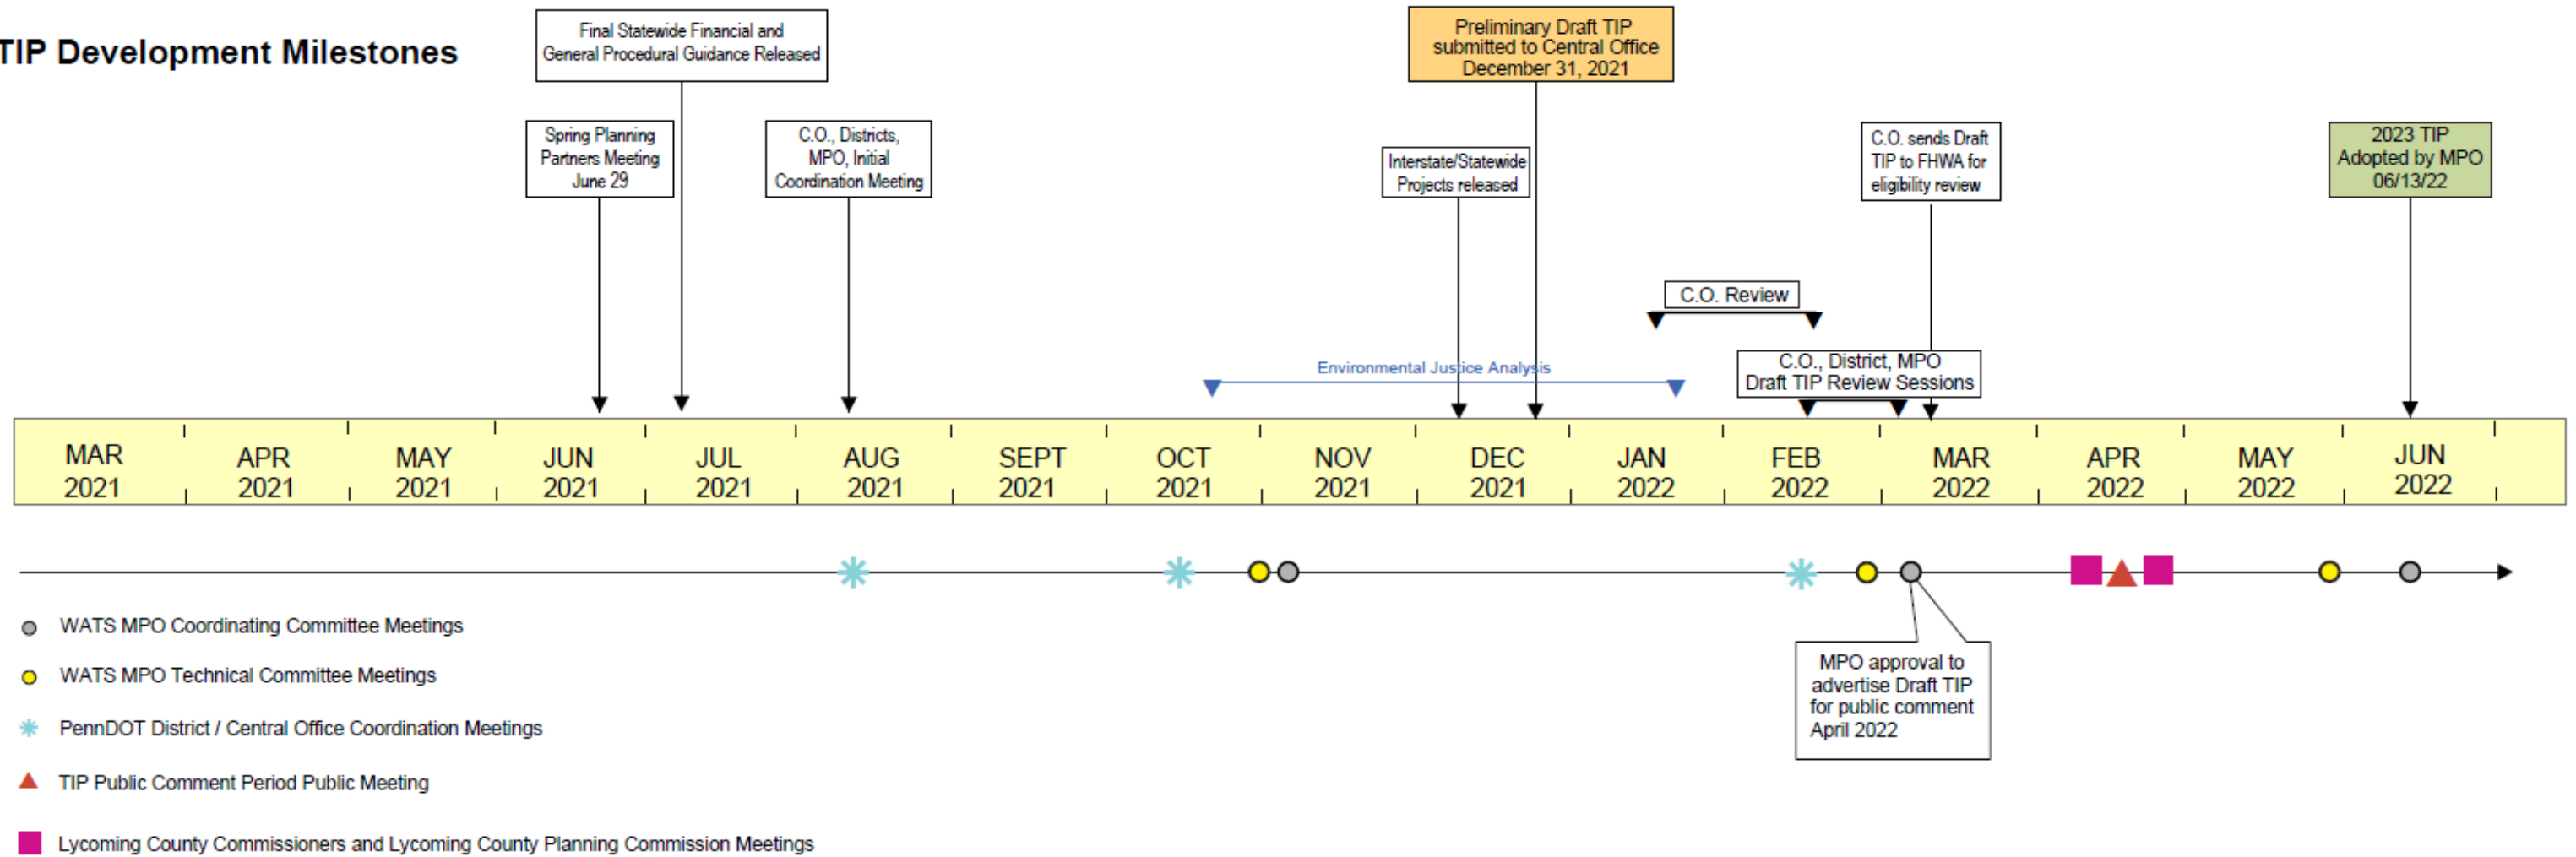 TIP Development Milestones
Final Statewide Financial and
General Procedural Guidance Released
Preliminary Draft TIP
submitted to Central Office
December 31, 2021
Spring Planning
Partners Meeting
June 29
C.O., Districts,
MPO, Initial
Coordination Meeting
Interstate/Statewide
Projects released
C.O. sends Draft
TIP to FHWA for
eligibility review
2023 TIP
Adopted by MPO
06/13/22
C.O. Review
Environmental Justice Analysis
C.O., District, MPO
Draft TIP Review Sessions
MAR
2021
APR
2021
MAY
2021
JUN
2021
JUL
2021
AUG
2021
SEPT
2021
OCT
2021
NOV
2021
DEC
2021
JAN
2022
FEB
2022
MAR
2022
APR
2022
MAY
2022
JUN
2022
MPO approval to
advertise Draft TIP
for public comment
April 2022
WATS MPO Coordinating Committee Meetings
WATS MPO Technical Committee Meetings
PennDOT District / Central Office Coordination Meetings
TIP Public Comment Period Public Meeting
Lycoming County Commissioners and Lycoming County Planning Commission Meetings